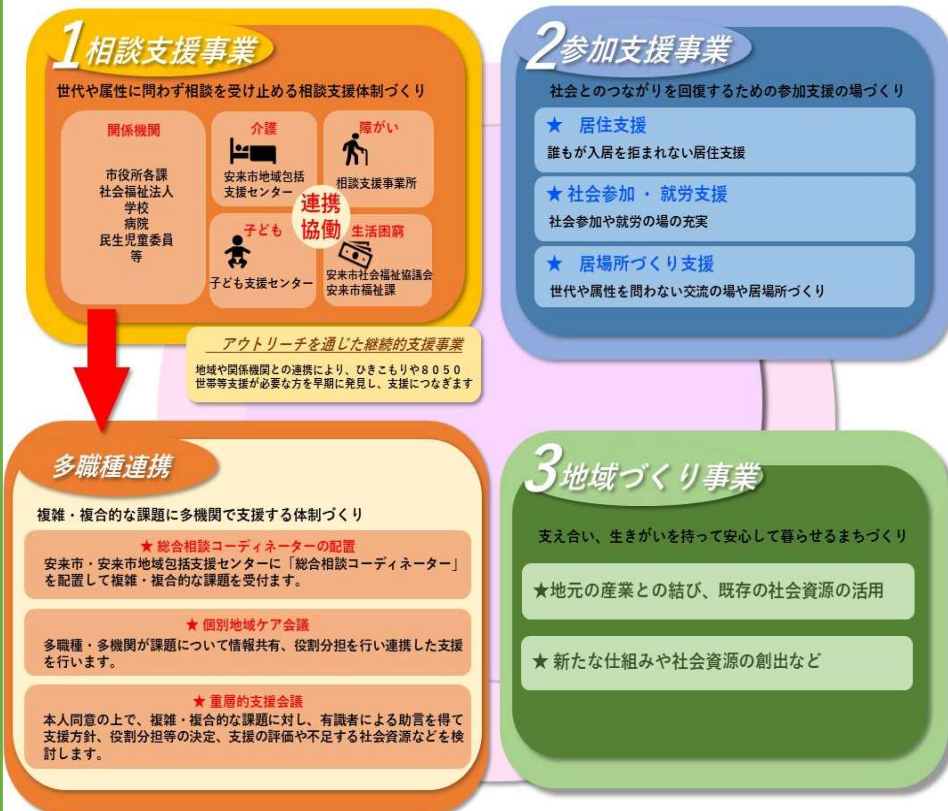 1相談支援事業
世代や属性に問わず相談を受け止める相談支援体制づくり
関係機関
市役所各課
社会福祉法人
学校
病院
民生児童委員
等
介護
安来市地域包括
支援センター
障がい
相談支援事業所
連携
協働
子ども
子ども支援センター
生活困窮
安来市社会福祉協議会
安来市福祉課
アウトリーチを通じた継続的支援事業
地域や関係機関との連携により、ひきこもりや8050
世帯等支援が必要な方を早期に発見し、支援につなぎます
2参加支援事業
社会とのつながりを回復するための参加支援の場づくり
★ 居住支援
誰もが入居を拒まれない居住支援
★社会参加 ・ 就労支援
社会参加や就労の場の充実
★ 居場所づくり支援
世代や属性を問わない交流の場や居場所づくり
多職種連携
複雑・複合的な課題に多機関で支援する体制づくり
★総合相談コーディネーターの配置
安来市・安来市地域包括支援センターに「総合相談コーディネーター」
を配置して複雑・複合的な課題を受付ます。
★ 個別地域ケア会議
多職種・多機関が課題について情報共有、役割分担を行い連携した支援
を行います。
★ 重層的支援会議
本人同意の上で、複雑・複合的な課題に対し、有識者による助言を得て
支援方針、役割分担等の決定、支援の評価や不足する社会資源などを検
討します。
3地域づくり事業
支え合い、生きがいを持って安心して暮らせるまちづくり
★地元の産業との結び、既存の社会資源の活用
★ 新たな仕組みや社会資源の創出など